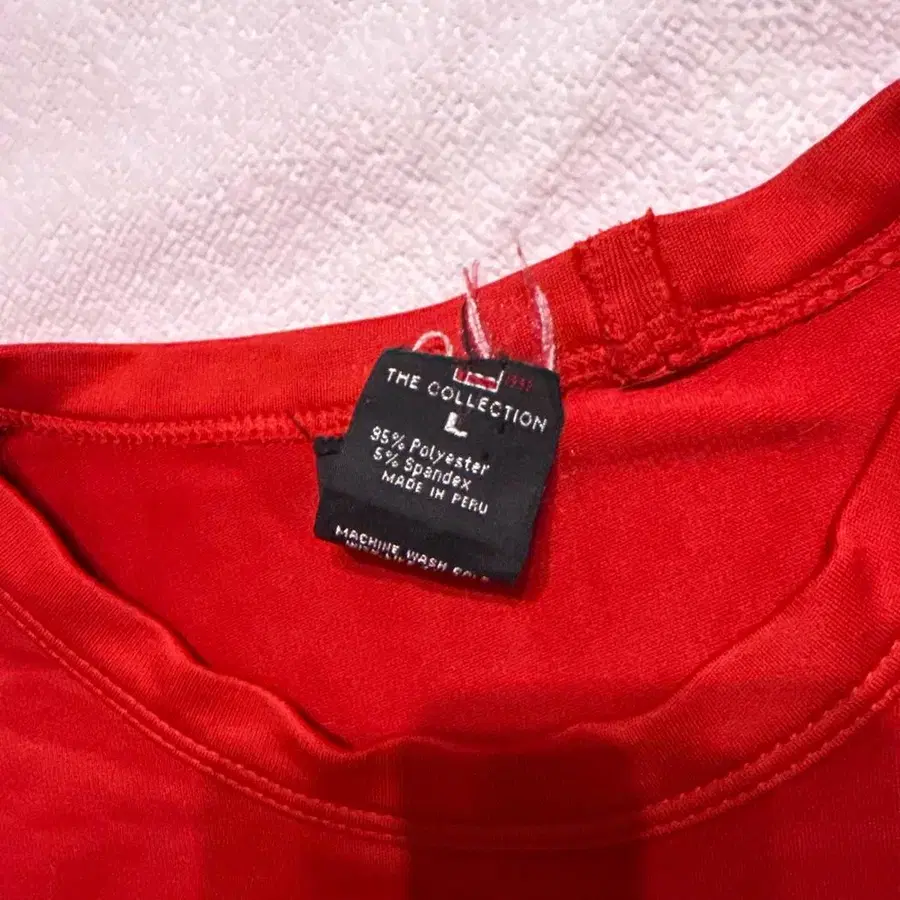 THE COLLECTION
L
95% Polyester
5% Spandex
MADE IN PERU
MACHINE WASH COLD